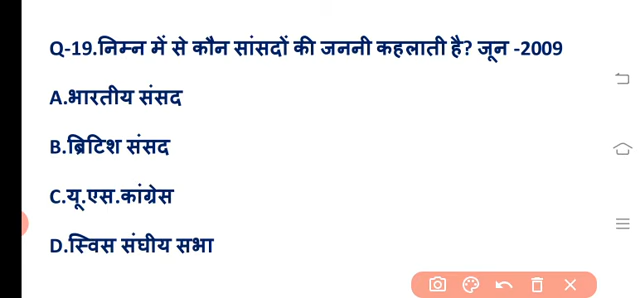 Q-19.निम्न में से कौन सांसदों की जननी कहलाती है? जून -2009
A.भारतीय संसद
B.ब्रिटिश संसद
C.यू.एस.कांग्रेस
D.स्विस संघीय सभा